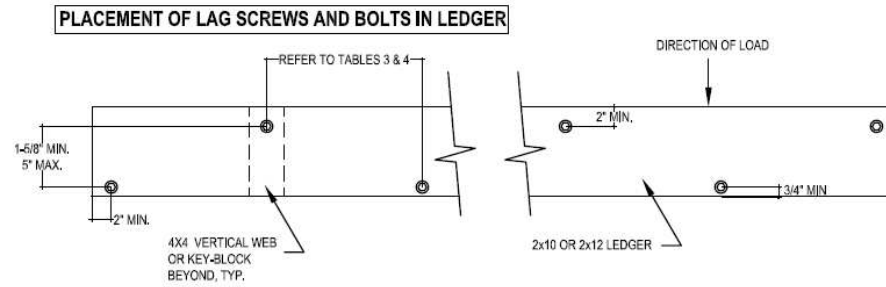 PLACEMENT OF LAG SCREWS AND BOLTS IN LEDGER
REFER TO TABLES 3 & 4
DIRECTION OF LOAD
2" MIN.
1-5/8" MIN.
5" MAX.
3/4" MIN
2" MIN.
4X4 VERTICAL WEB
OR KEY-BLOCK
BEYOND, TYP.
2x10 OR 2x12 LEDGER